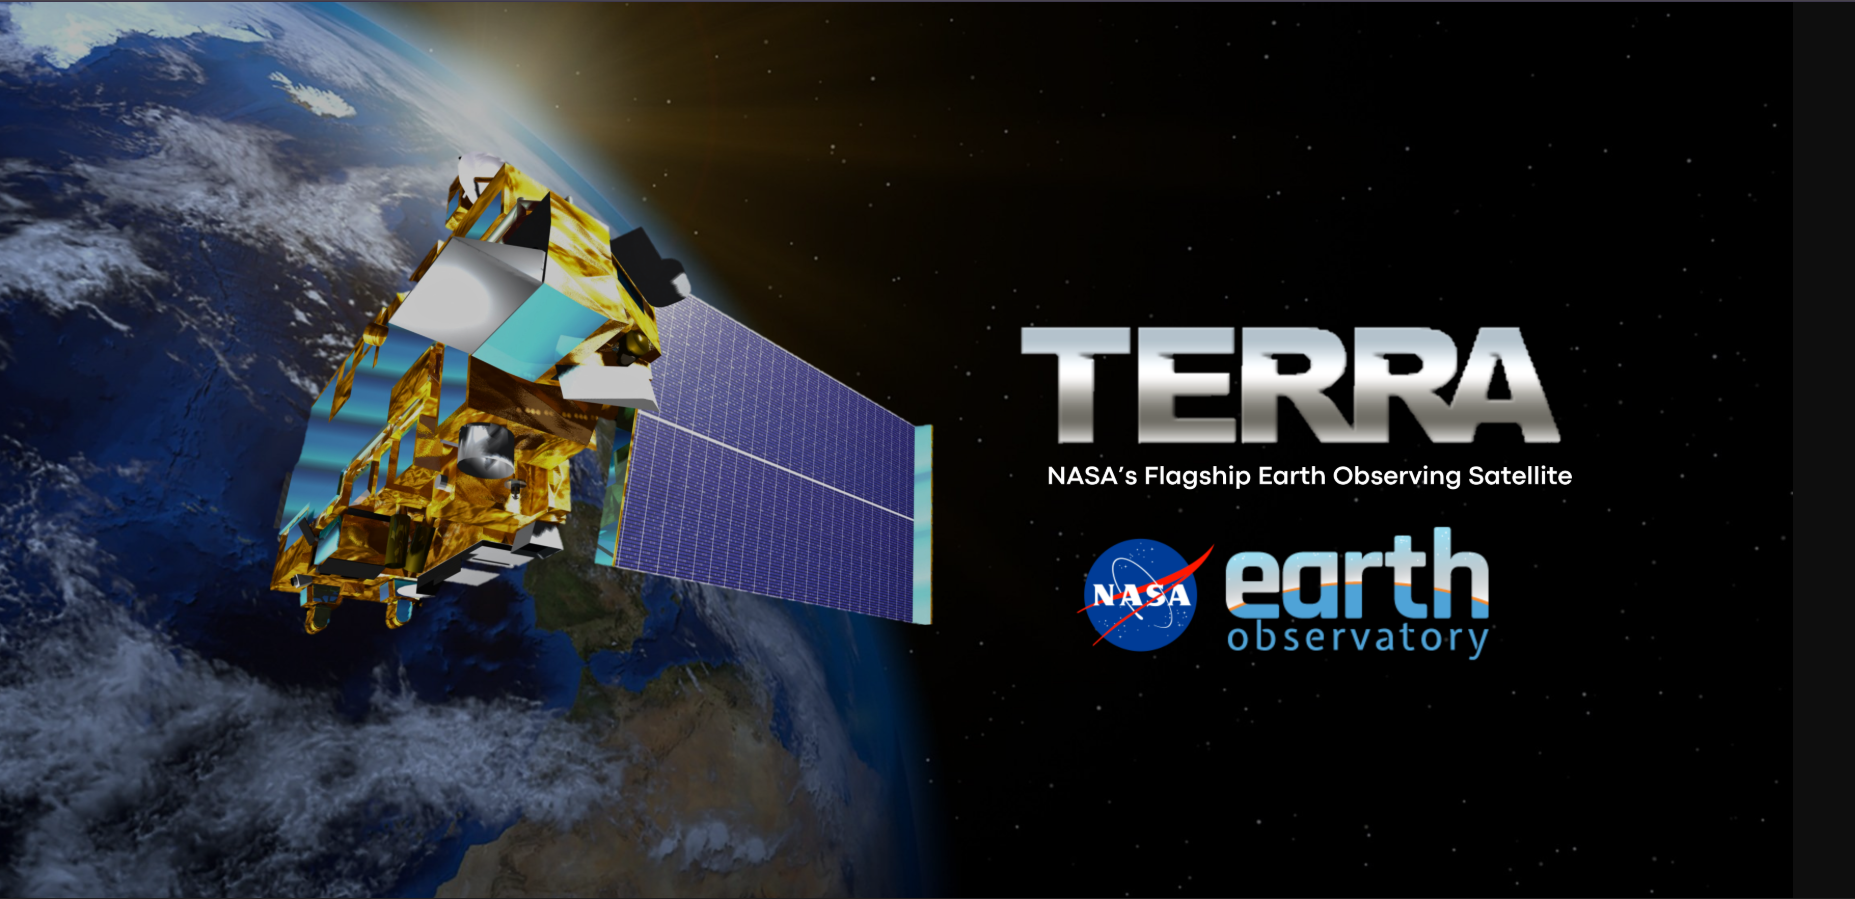 TERRA
NASA’s Flagship Earth Observing Satellite
NASA
earth
observatory